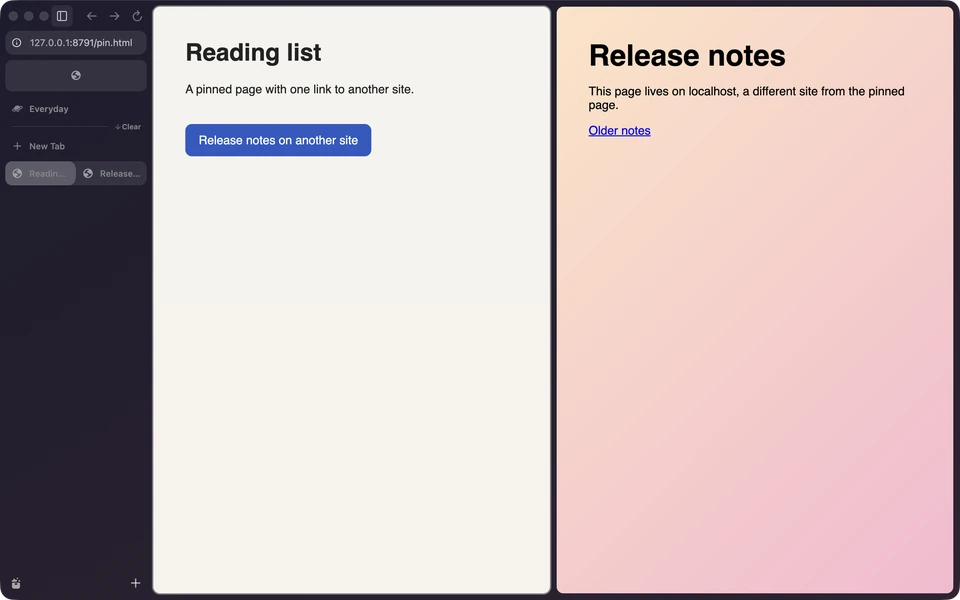 127.0.0.1:8791/pin.html
Everyday
Clear
New Tab
Readin...
Release...
Reading list
A pinned page with one link to another site.
Release notes on another site
Release notes
This page lives on localhost, a different site from the pinned
page.
Older notes